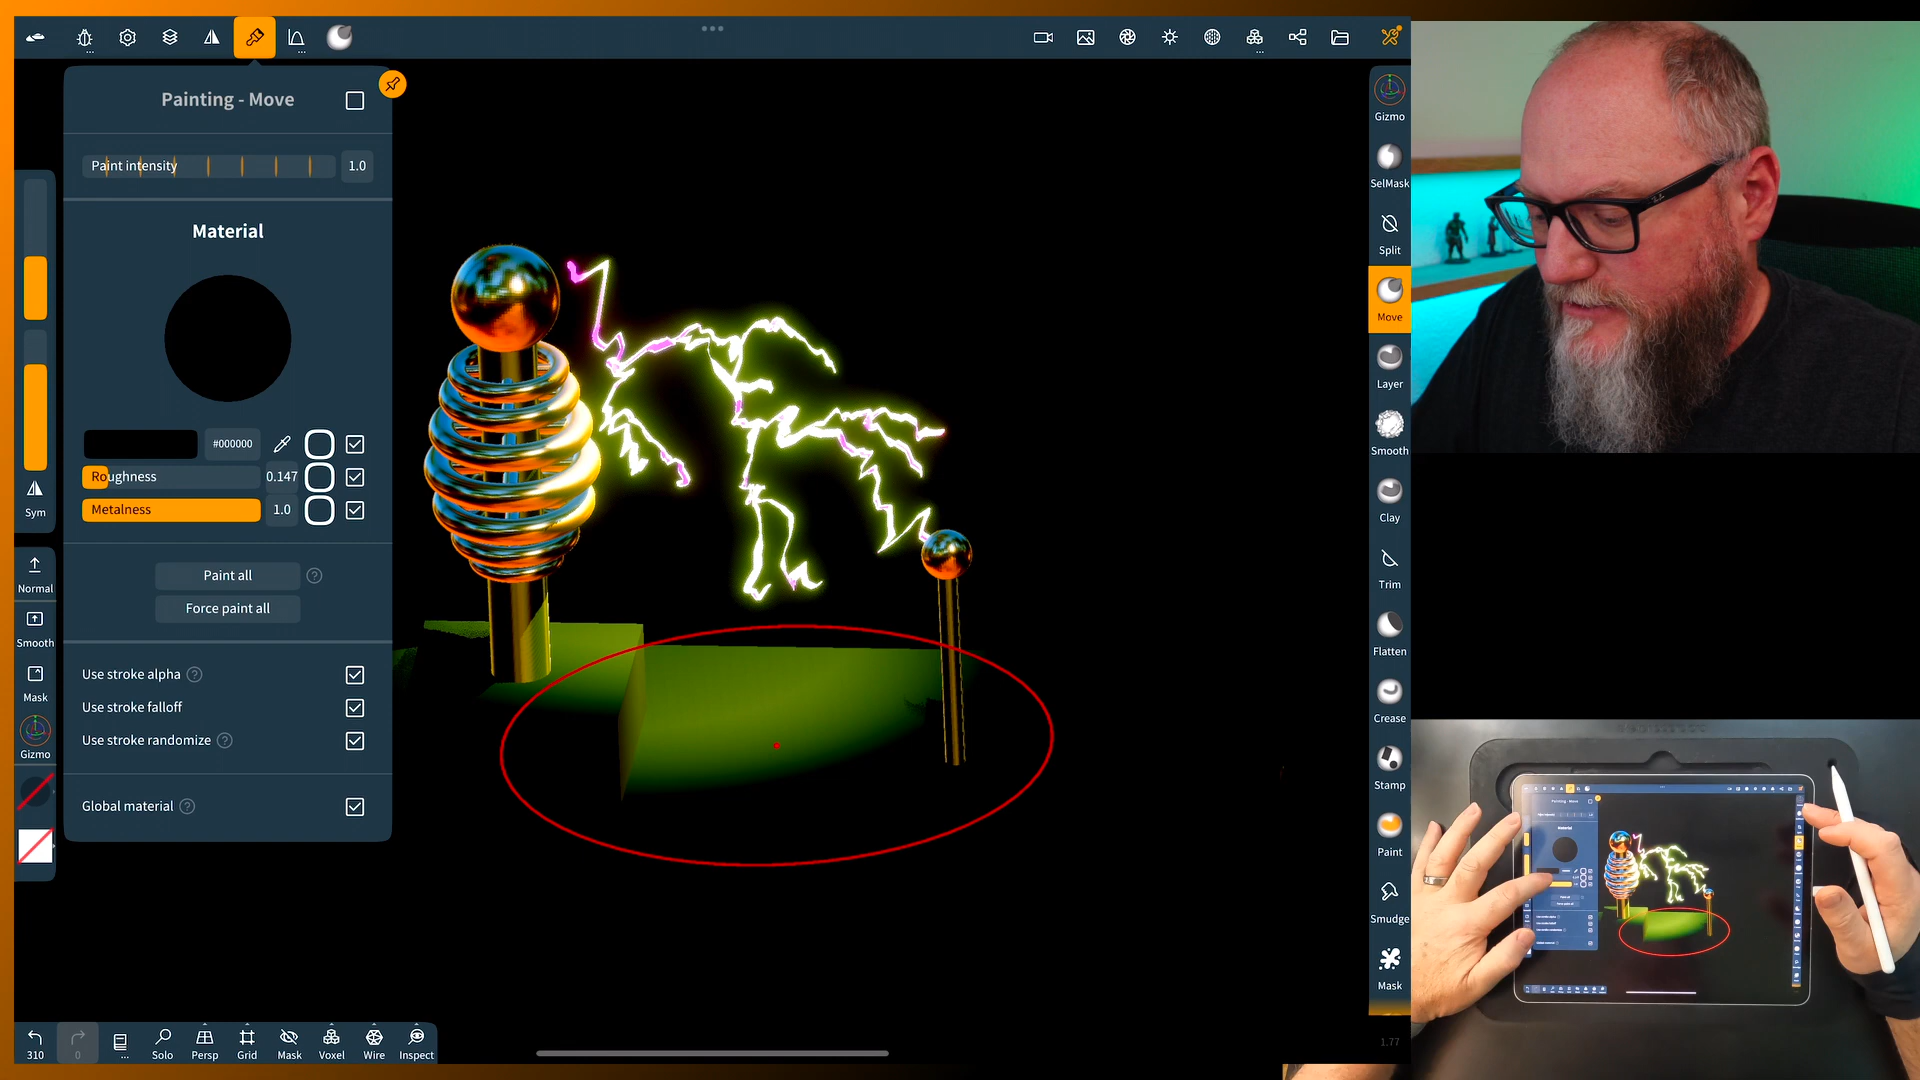 Painting - Move
Paint intensity
1.0
Material
#000000
Roughness
0.147
Metalness
1.0
Paint all
?
Force paint all
Use stroke alpha ?
Use stroke falloff
Use stroke randomize ?
Global material ?
Sym
Normal
Smooth
Mask
Gizmo
310
0
Solo
Persp
Grid
Mask
Voxel
Wire
Inspect
Gizmo
SelMask
Split
Move
Layer
Smooth
Clay
Trim
Flatten
Crease
Stamp
Paint
Smudge
Mask
1.77